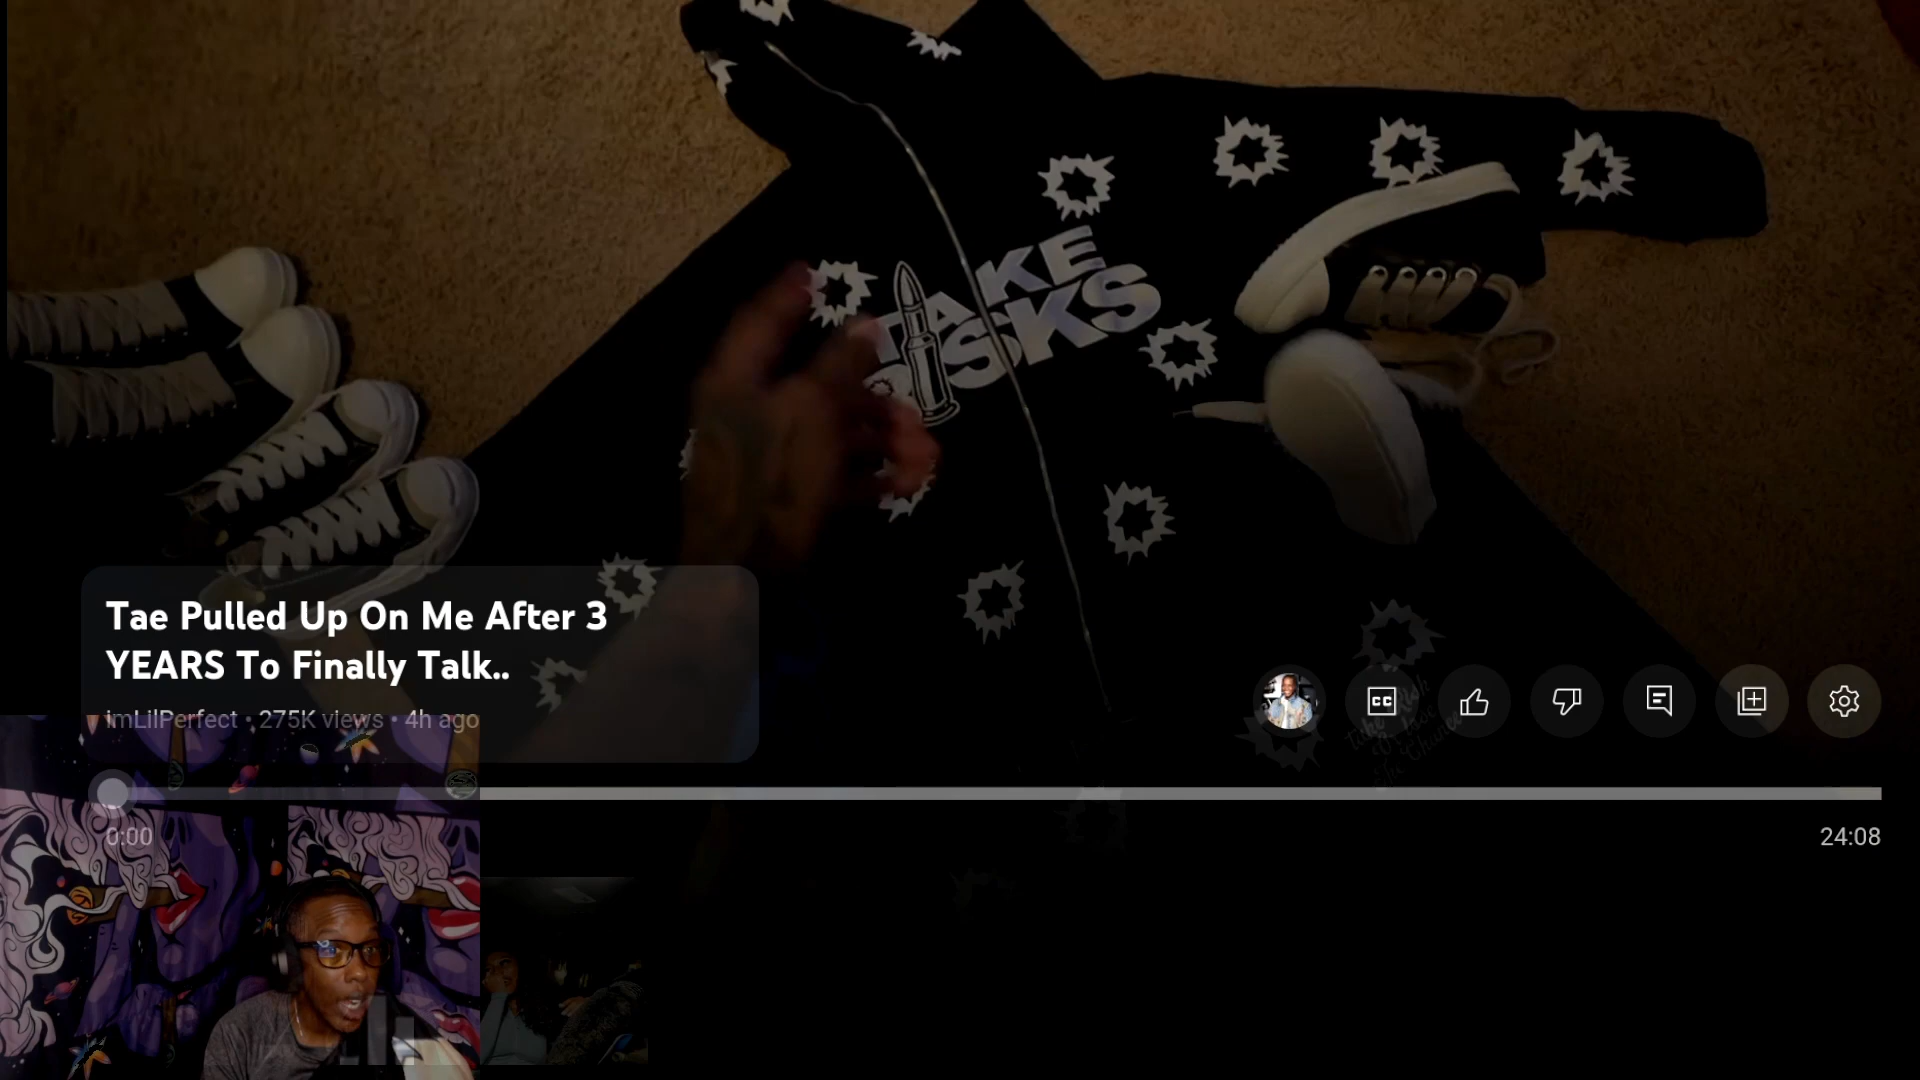 TAKE
RISKS
Tae Pulled Up On Me After 3
YEARS To Finally Talk..
imLilPerfect • 275K views • 4h ago
CC
0:00
24:08